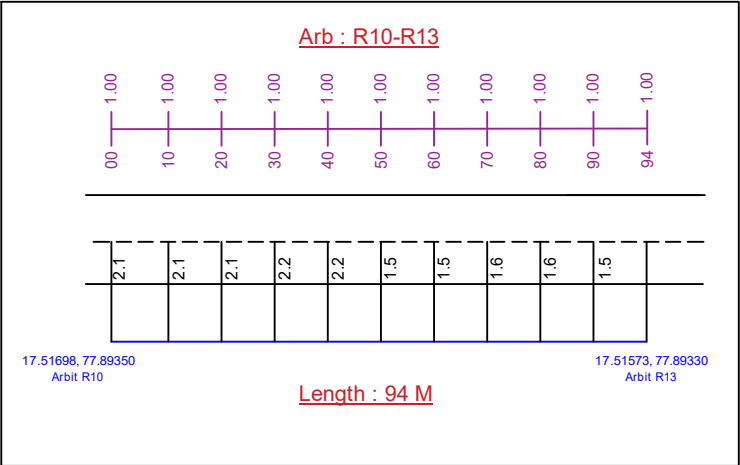 Arb : R10-R13
1.00 1.00 1.00 1.00 1.00 1.00 1.00 1.00 1.00 1.00 1.00
00 10 20 30 40 50 60 70 80 90 94
2.1 2.1 2.1 2.2 2.2 1.5 1.5 1.6 1.6 1.5
17.51698, 77.89350
Arbit R10
17.51573, 77.89330
Arbit R13
Length : 94 M